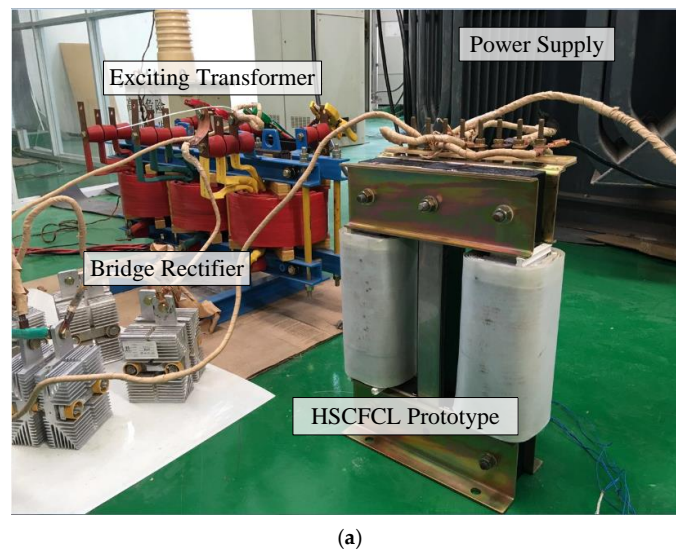 Power Supply
Exciting Transformer
Bridge Rectifier
HSCFCL Prototype
(a)